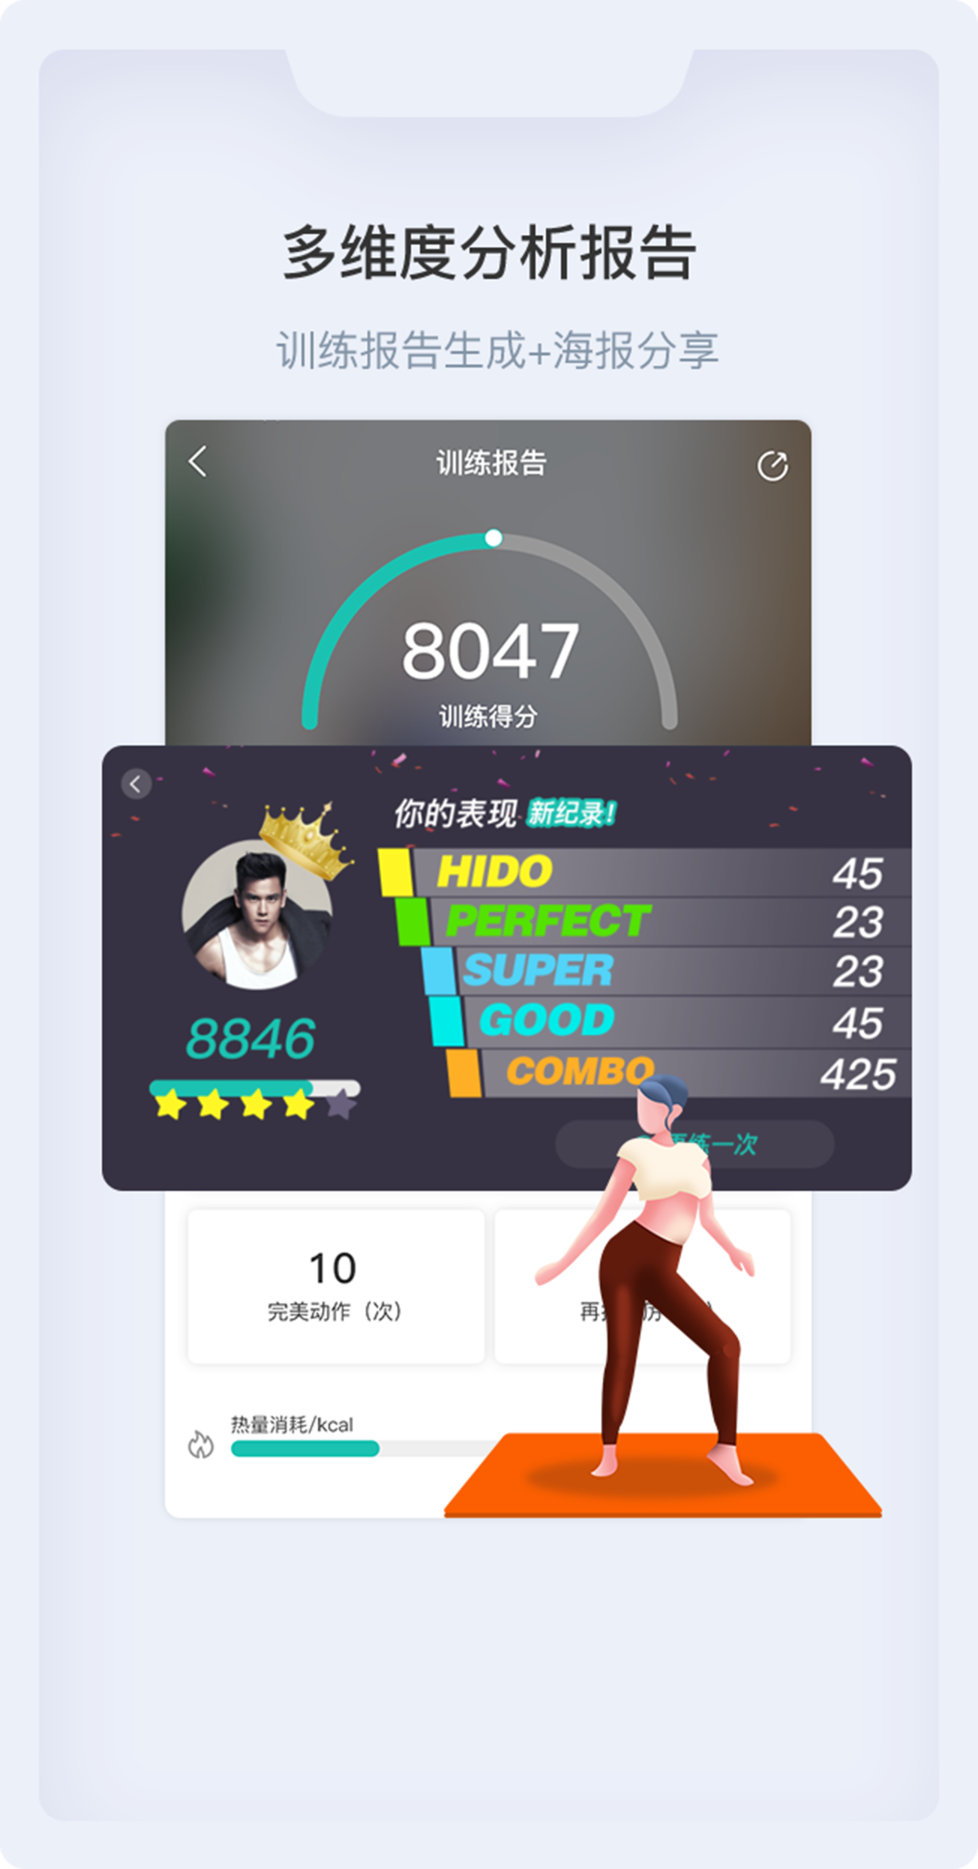 多维度分析报告
训练报告生成+海报分享
训练报告
8047
训练得分
你的表现 新纪录!
HIDO 45
PERFECT 23
SUPER 23
GOOD 45
COMBO 425
8846
练一次
10
完美动作（次）
再
热量消耗/kcal